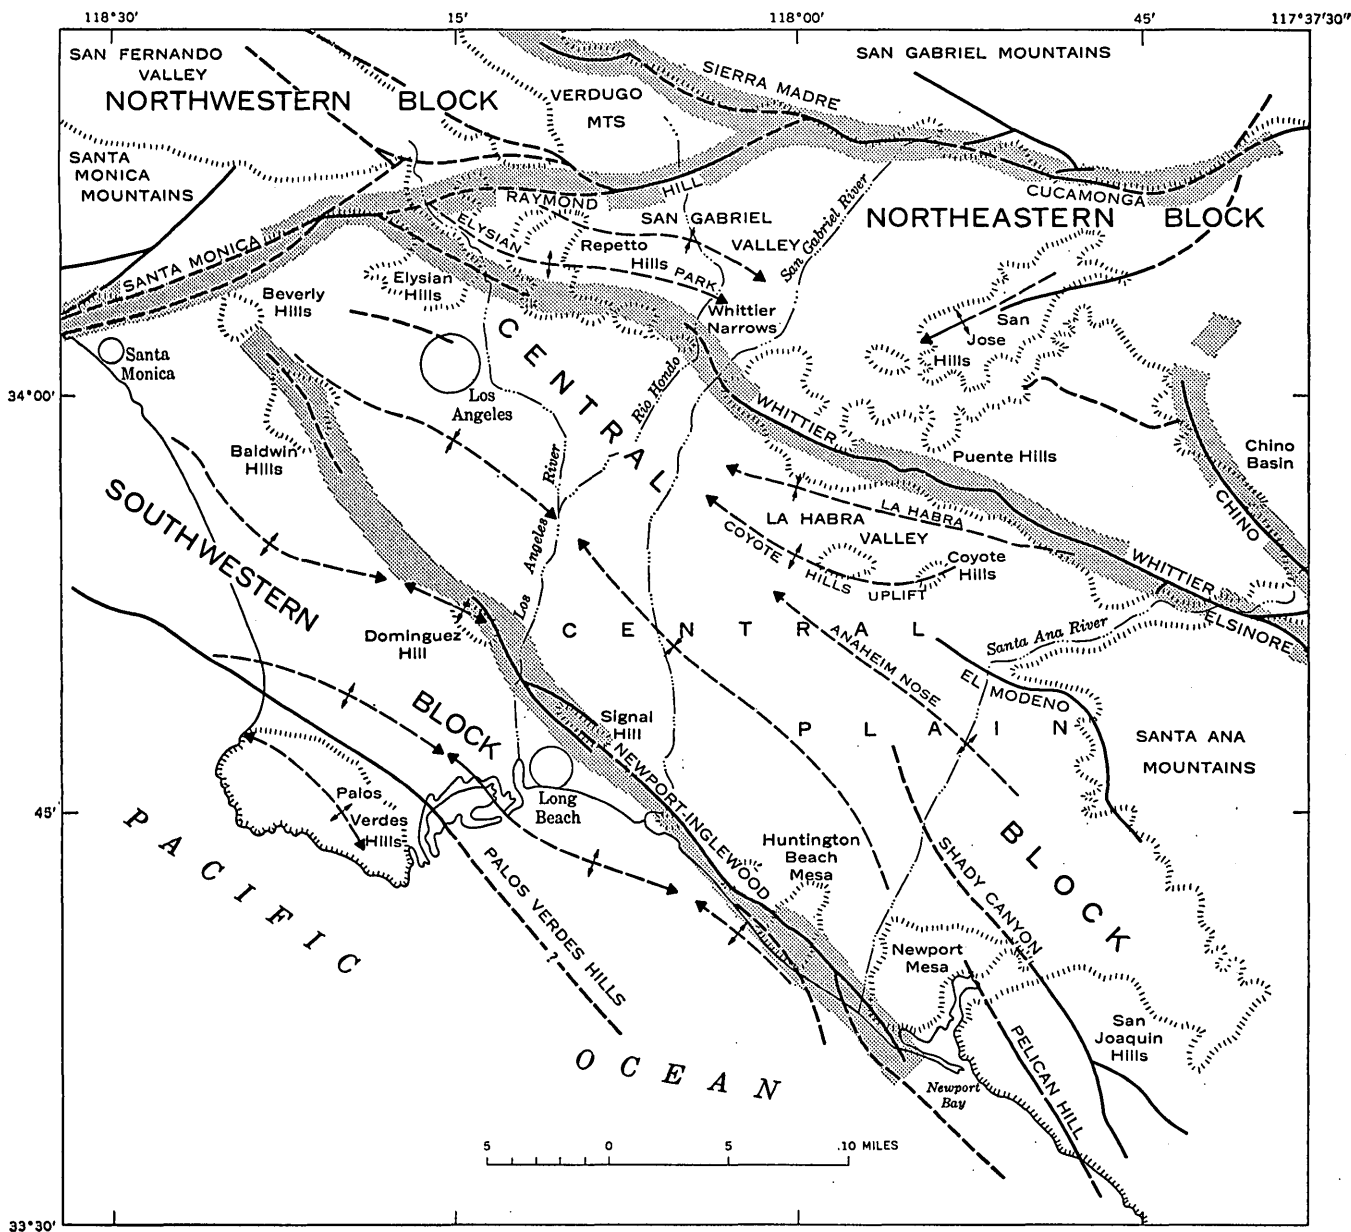 118°30′
15′
118°00′
45′
117°37′30″
SAN FERNANDO
VALLEY
NORTHWESTERN BLOCK
VERDUGO
MTS
SIERRA MADRE
SAN GABRIEL MOUNTAINS
SANTA
MONICA
MOUNTAINS
RAYMOND
HILL
CUCAMONGA
NORTHEASTERN BLOCK
ELYSIAN
PARK
SAN GABRIEL
VALLEY
San Gabriel River
Repetto
Hills
SANTA MONICA
Elysian
Hills
Beverly
Hills
Whittier
Narrows
San
Jose
Hills
Santa
Monica
Los
Angeles
CENTRAL
Rio Hondo
34°00′
WHITTIER
Puente Hills
Chino
Basin
CHINO
Baldwin
Hills
Los Angeles River
SOUTHWESTERN
LA HABRA
LA HABRA
VALLEY
COYOTE HILLS UPLIFT
Coyote
Hills
WHITTIER
ELSINORE
Dominguez
Hill
CENTRAL
ANAHEIM NOSE
Santa Ana River
EL MODENO
BLOCK
Signal
Hill
PLAIN
SANTA ANA
MOUNTAINS
NEWPORT-INGLEWOOD
45′
Palos
Verdes
Hills
Long
Beach
PACIFIC
PALOS VERDES HILLS
?
Huntington
Beach
Mesa
SHADY CANYON
BLOCK
Newport
Mesa
San
Joaquin
Hills
PELICAN HILL
OCEAN
Newport
Bay
5 0 5 10 MILES
33°30′